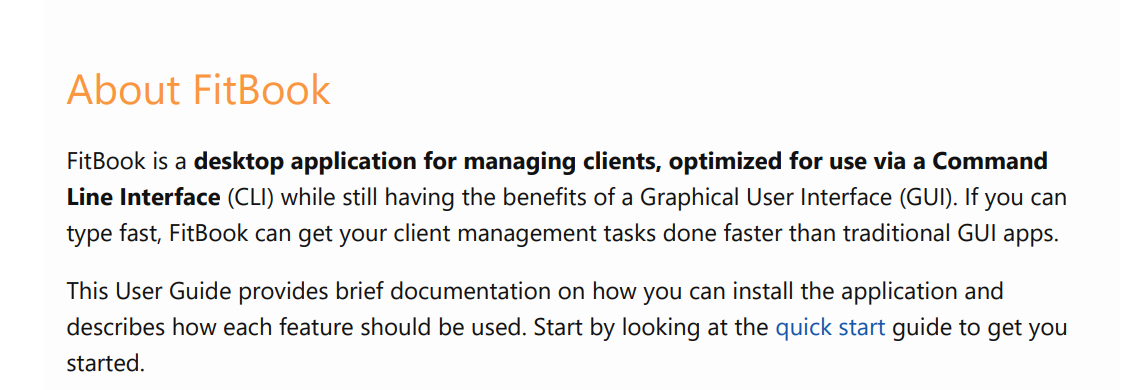 About FitBook
FitBook is a desktop application for managing clients, optimized for use via a Command
Line Interface (CLI) while still having the benefits of a Graphical User Interface (GUI). If you can
type fast, FitBook can get your client management tasks done faster than traditional GUI apps.
This User Guide provides brief documentation on how you can install the application and
describes how each feature should be used. Start by looking at the quick start guide to get you
started.